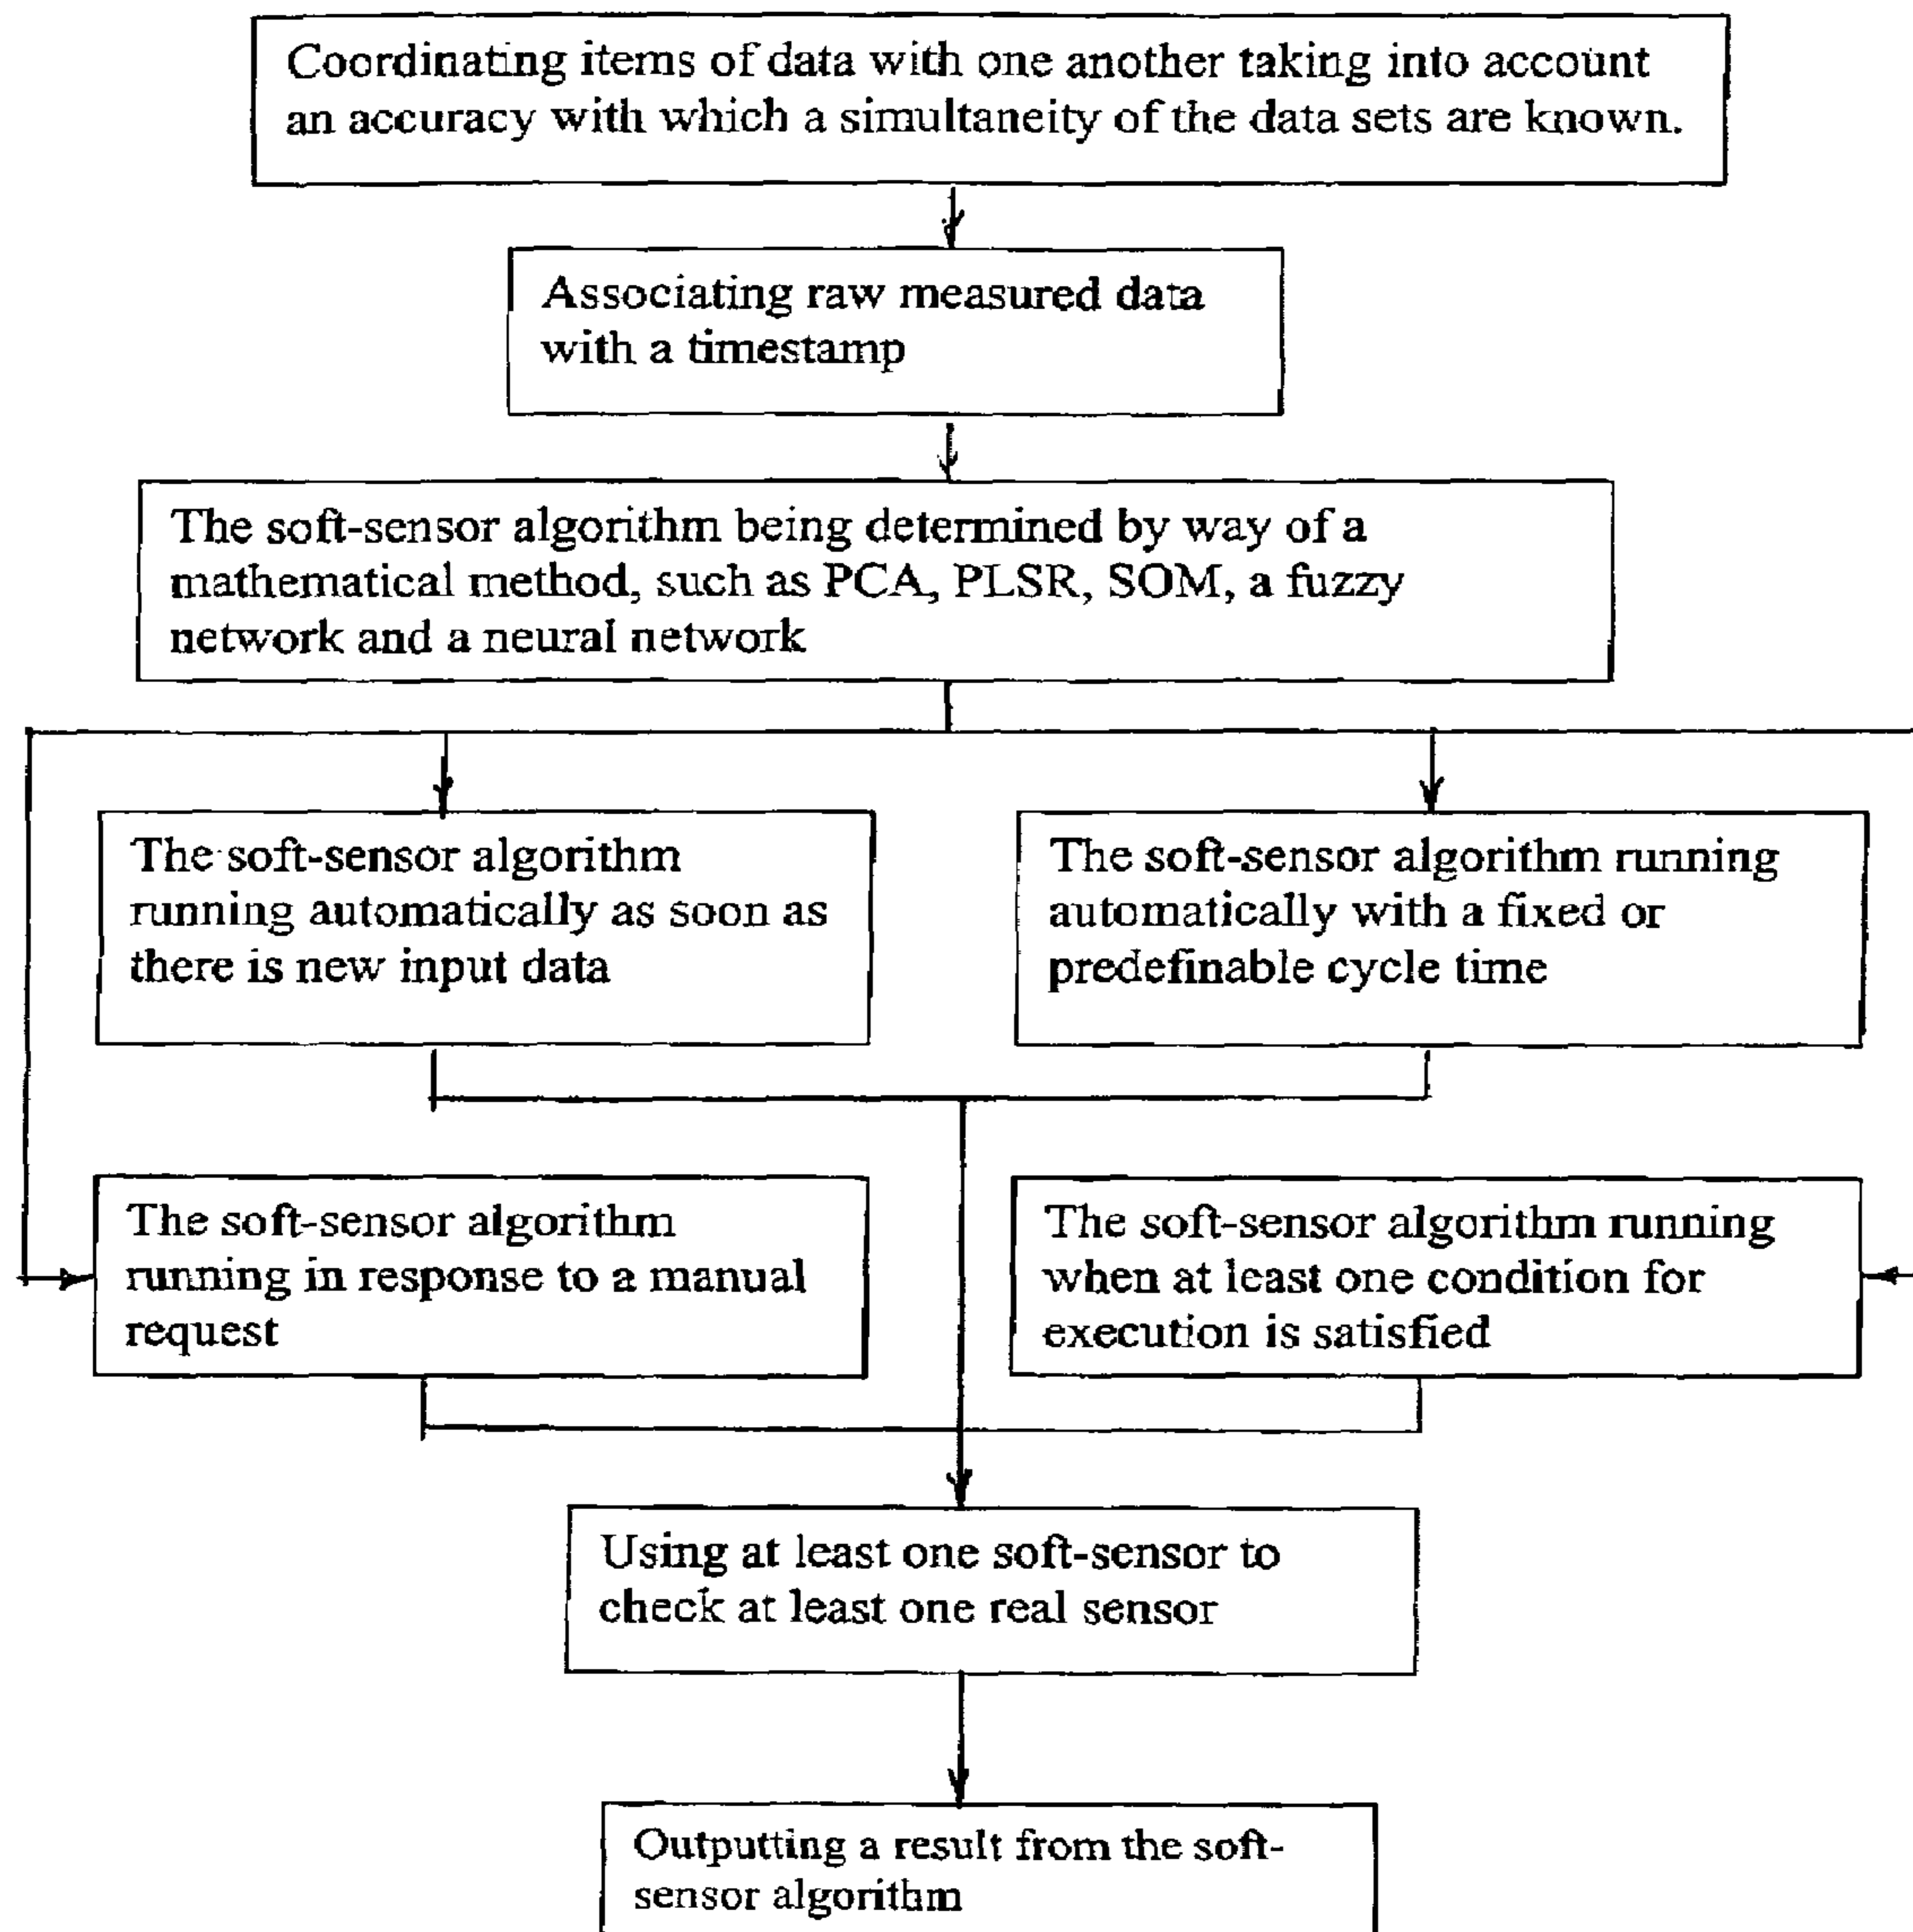 Coordinating items of data with one another taking into account
an accuracy with which a simultaneity of the data sets are known.
Associating raw measured data
with a timestamp
The soft-sensor algorithm being determined by way of a
mathematical method, such as PCA, PLSR, SOM, a fuzzy
network and a neural network
The soft-sensor algorithm
running automatically as soon as
there is new input data
The soft-sensor algorithm running
automatically with a fixed or
predefinable cycle time
The soft-sensor algorithm
running in response to a manual
request
The soft-sensor algorithm running
when at least one condition for
execution is satisfied
Using at least one soft-sensor to
check at least one real sensor
Outputting a result from the soft-
sensor algorithm